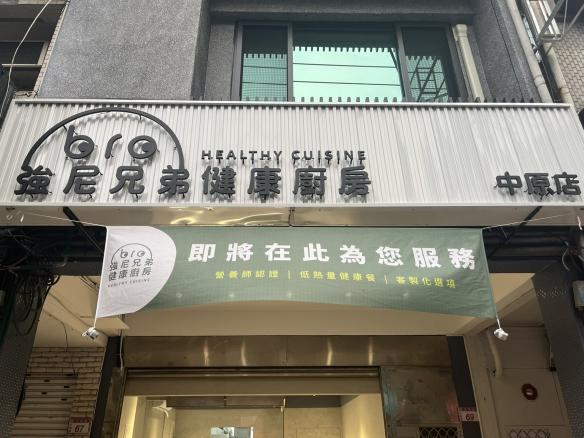 bro
HEALTHY CUISINE
強尼兄弟健康廚房
中原店
bro
強尼兄弟
健康廚房
HEALTHY CUISINE
即將在此為您服務
營養師認證 | 低熱量健康餐 | 客製化選項
67
69